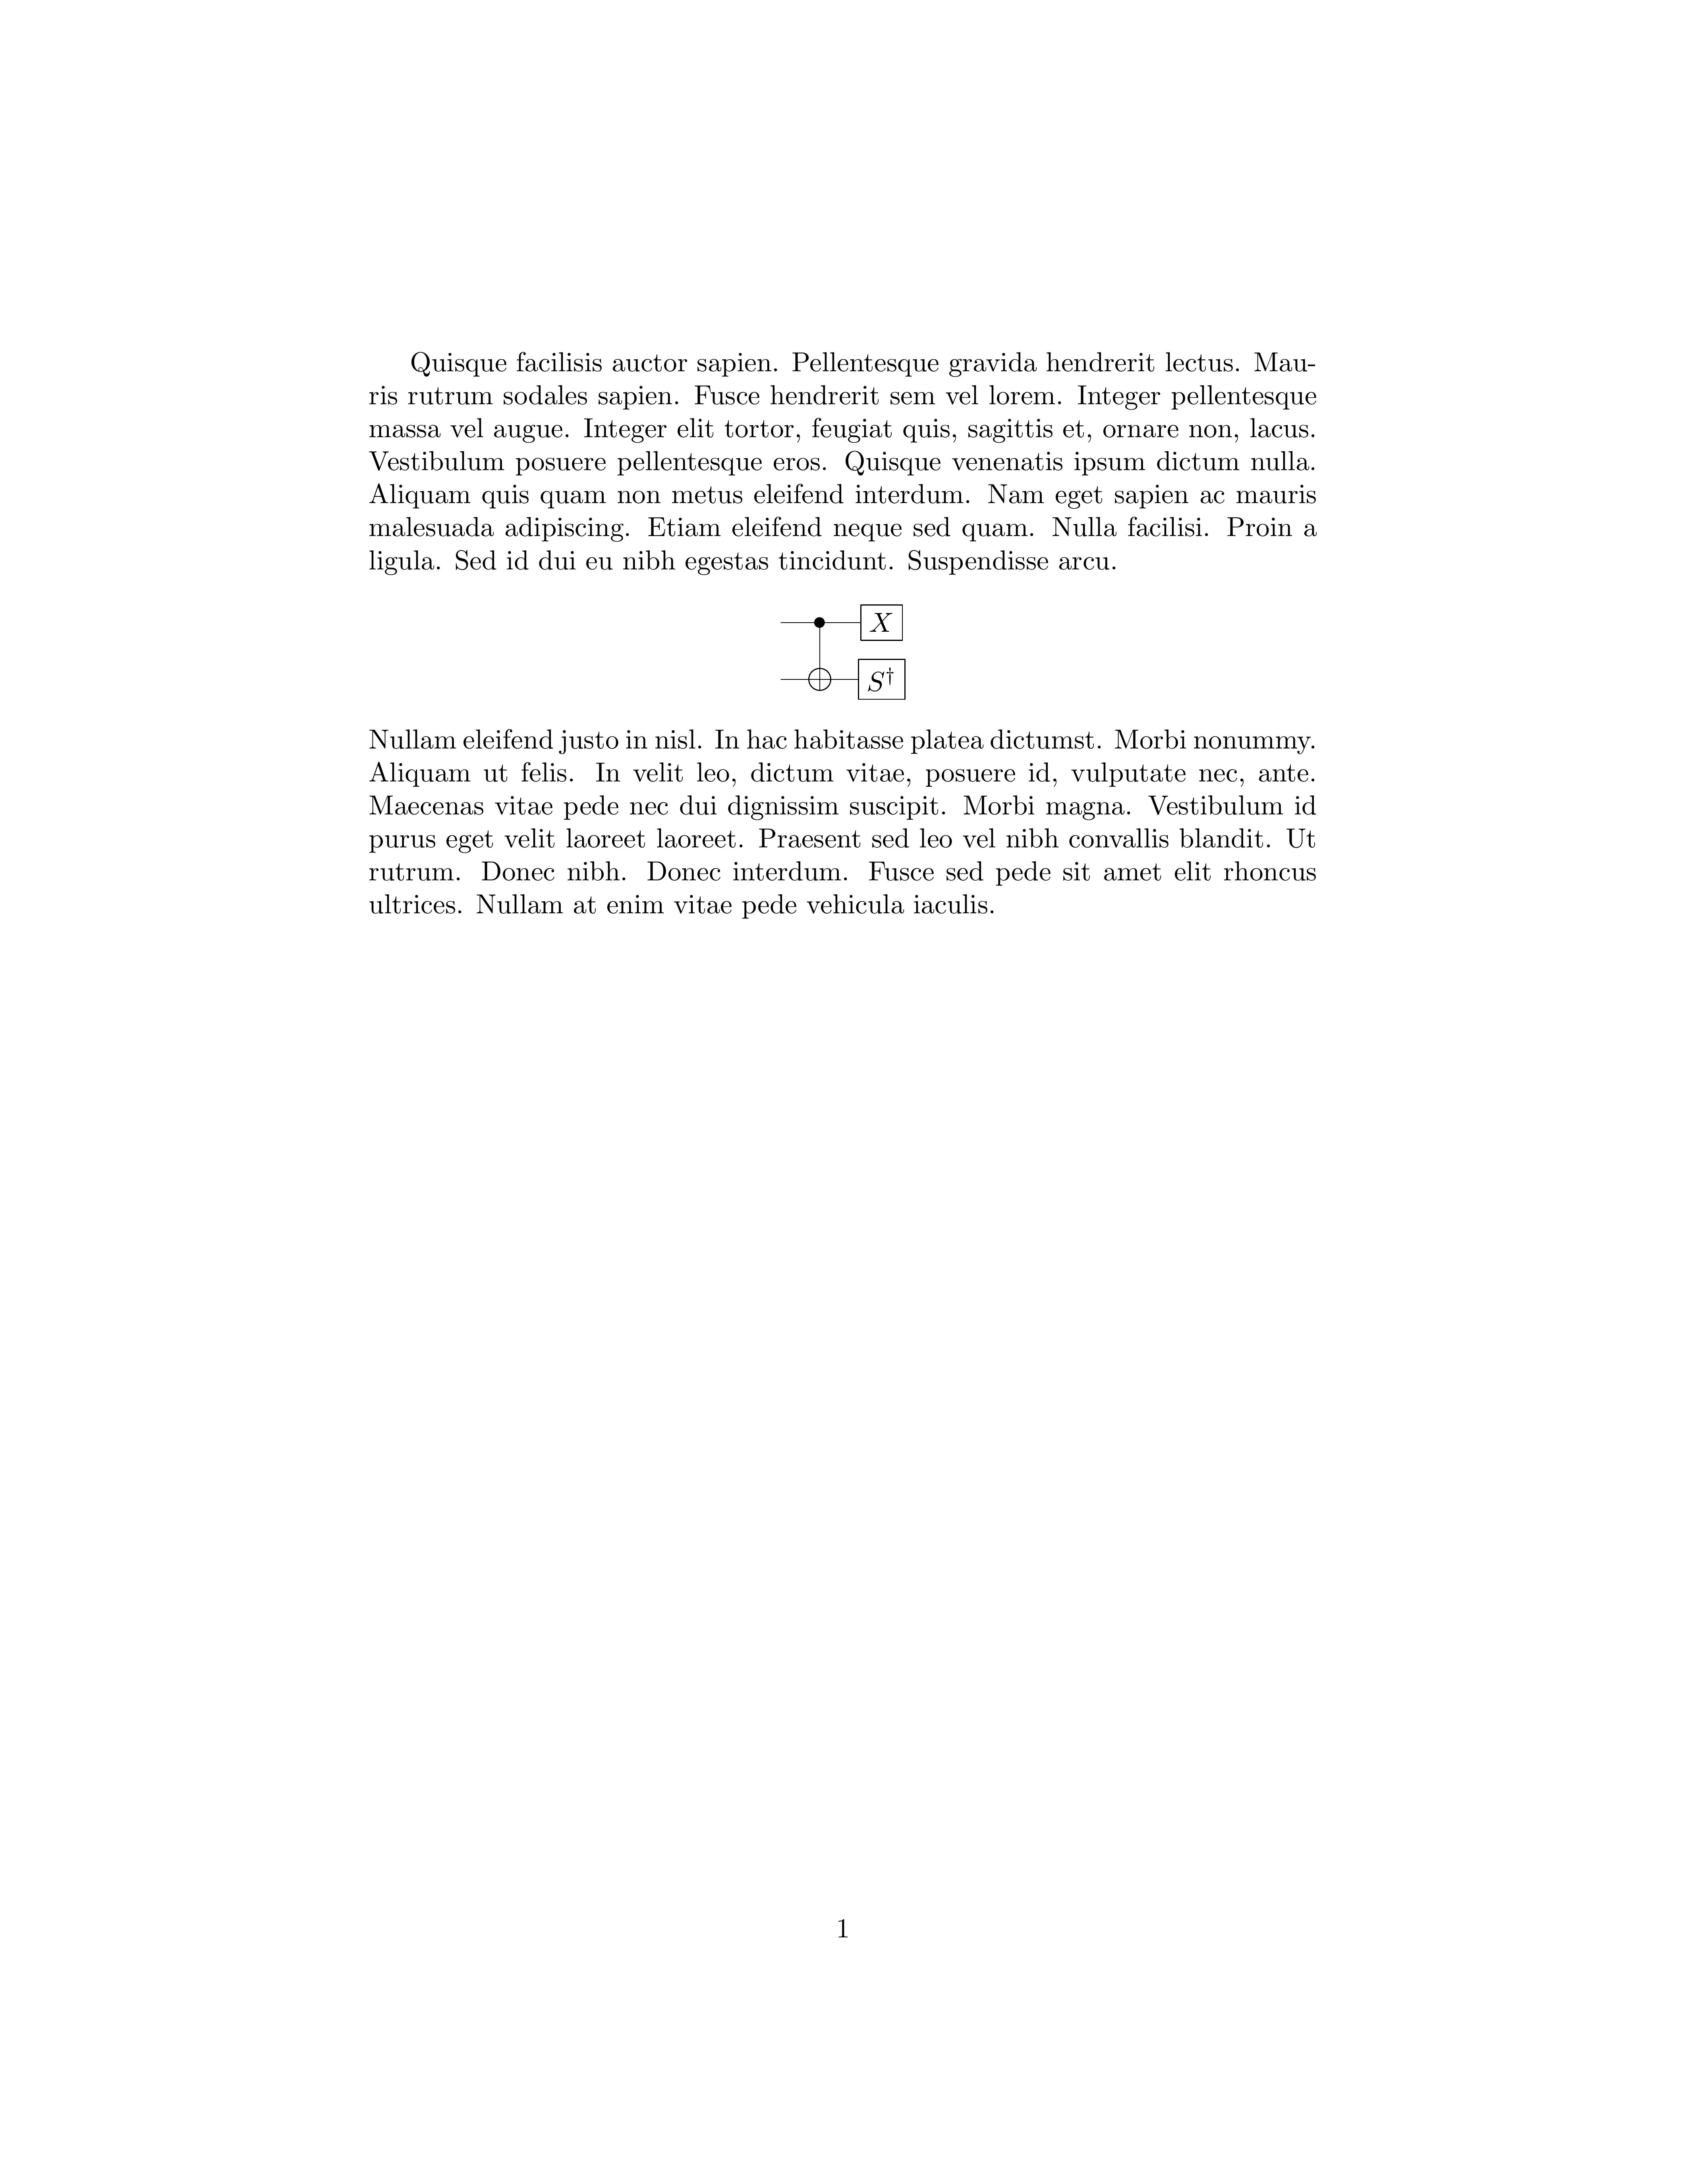 Quisque facilisis auctor sapien. Pellentesque gravida hendrerit lectus. Mau-
ris rutrum sodales sapien. Fusce hendrerit sem vel lorem. Integer pellentesque
massa vel augue. Integer elit tortor, feugiat quis, sagittis et, ornare non, lacus.
Vestibulum posuere pellentesque eros. Quisque venenatis ipsum dictum nulla.
Aliquam quis quam non metus eleifend interdum. Nam eget sapien ac mauris
malesuada adipiscing. Etiam eleifend neque sed quam. Nulla facilisi. Proin a
ligula. Sed id dui eu nibh egestas tincidunt. Suspendisse arcu.
X
S†
Nullam eleifend justo in nisl. In hac habitasse platea dictumst. Morbi nonummy.
Aliquam ut felis. In velit leo, dictum vitae, posuere id, vulputate nec, ante.
Maecenas vitae pede nec dui dignissim suscipit. Morbi magna. Vestibulum id
purus eget velit laoreet laoreet. Praesent sed leo vel nibh convallis blandit. Ut
rutrum. Donec nibh. Donec interdum. Fusce sed pede sit amet elit rhoncus
ultrices. Nullam at enim vitae pede vehicula iaculis.
1